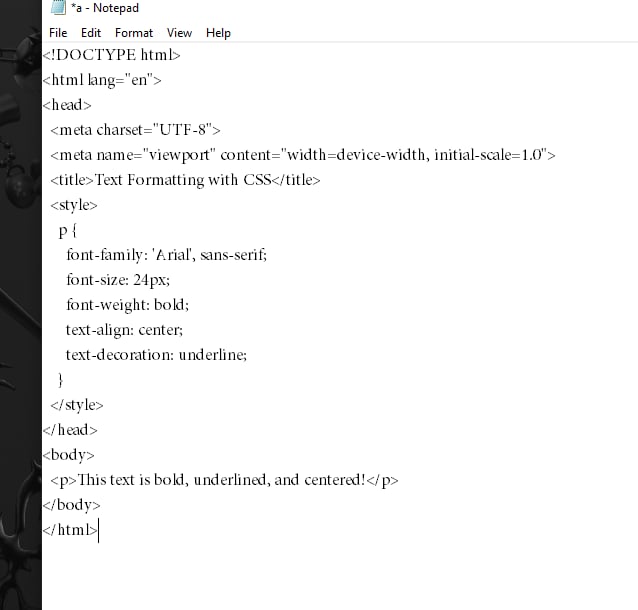 *a - Notepad
File Edit Format View Help
<!DOCTYPE html>
<html lang="en">
<head>
  <meta charset="UTF-8">
  <meta name="viewport" content="width=device-width, initial-scale=1.0">
  <title>Text Formatting with CSS</title>
  <style>
    p {
      font-family: 'Arial', sans-serif;
      font-size: 24px;
      font-weight: bold;
      text-align: center;
      text-decoration: underline;
    }
  </style>
</head>
<body>
  <p>This text is bold, underlined, and centered!</p>
</body>
</html>